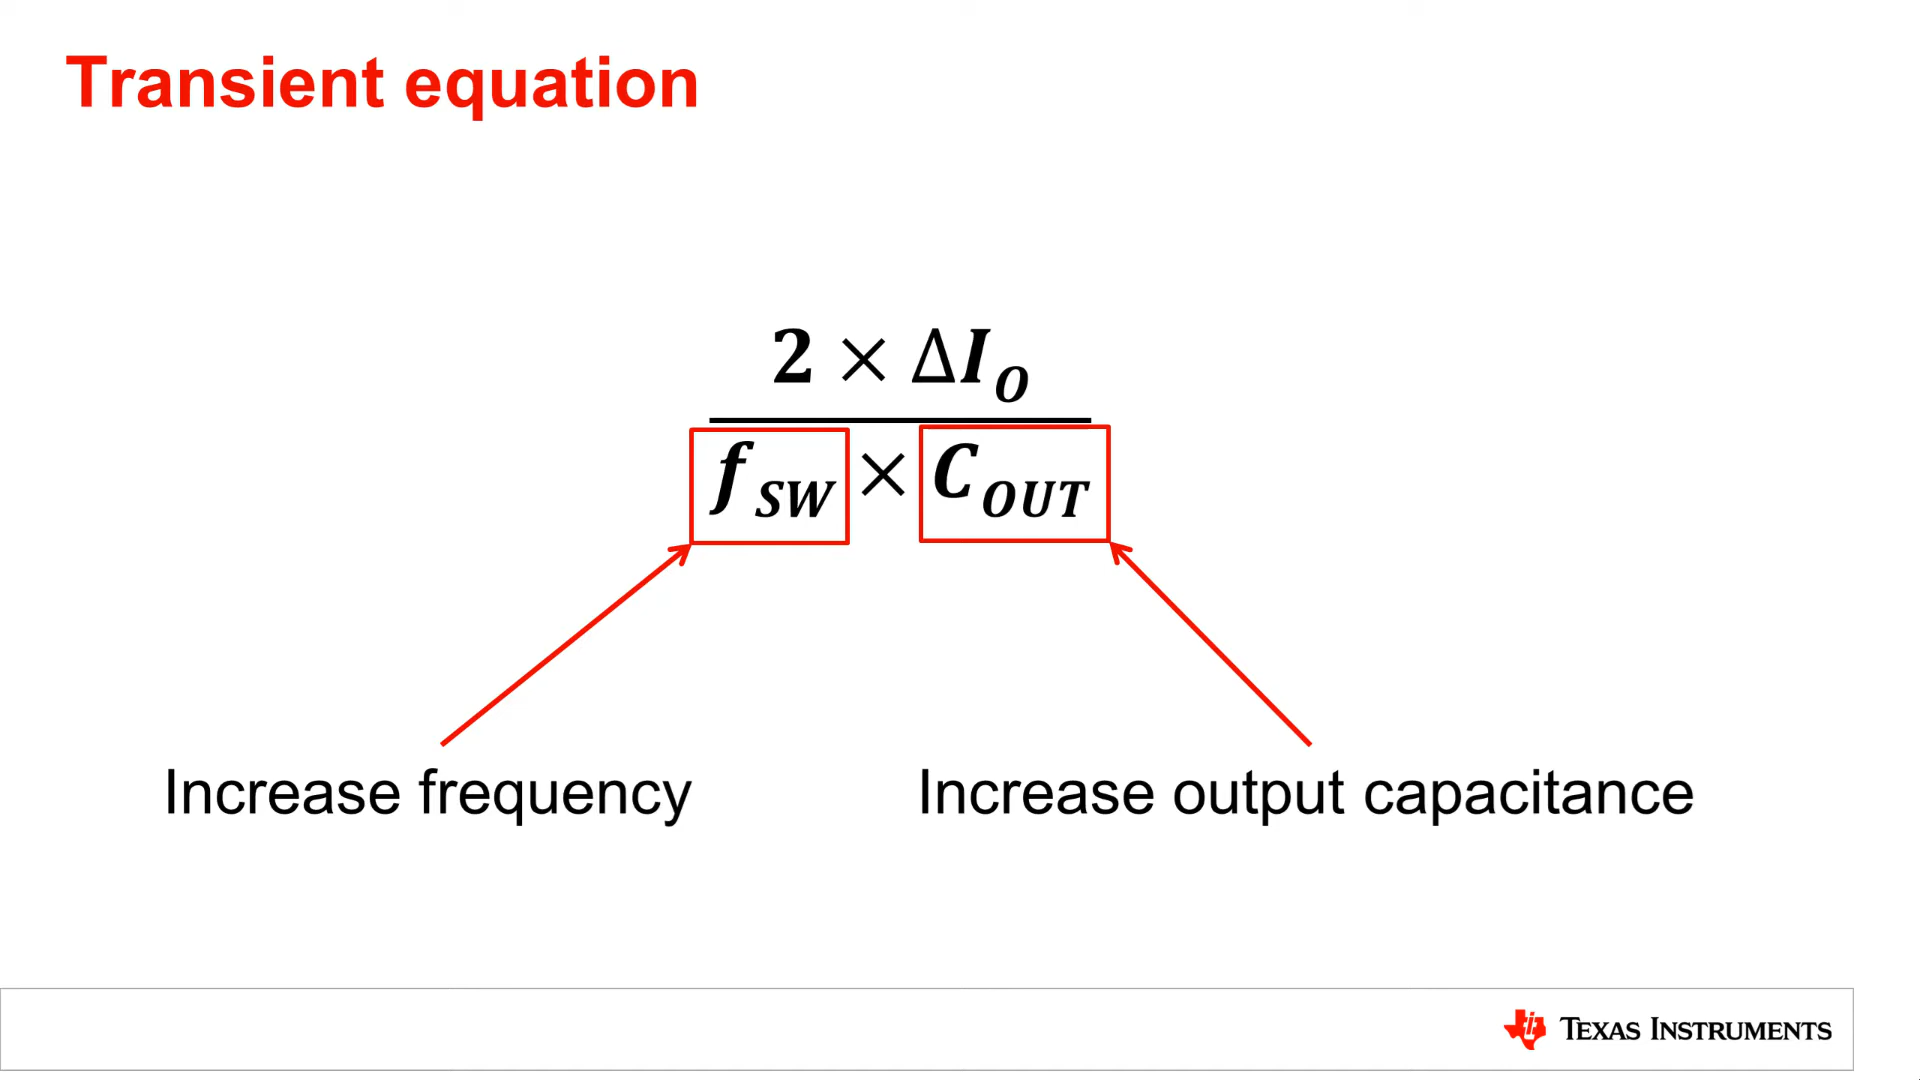 Transient equation
2 × ΔI_O
f_SW × C_OUT
Increase frequency
Increase output capacitance
TEXAS INSTRUMENTS